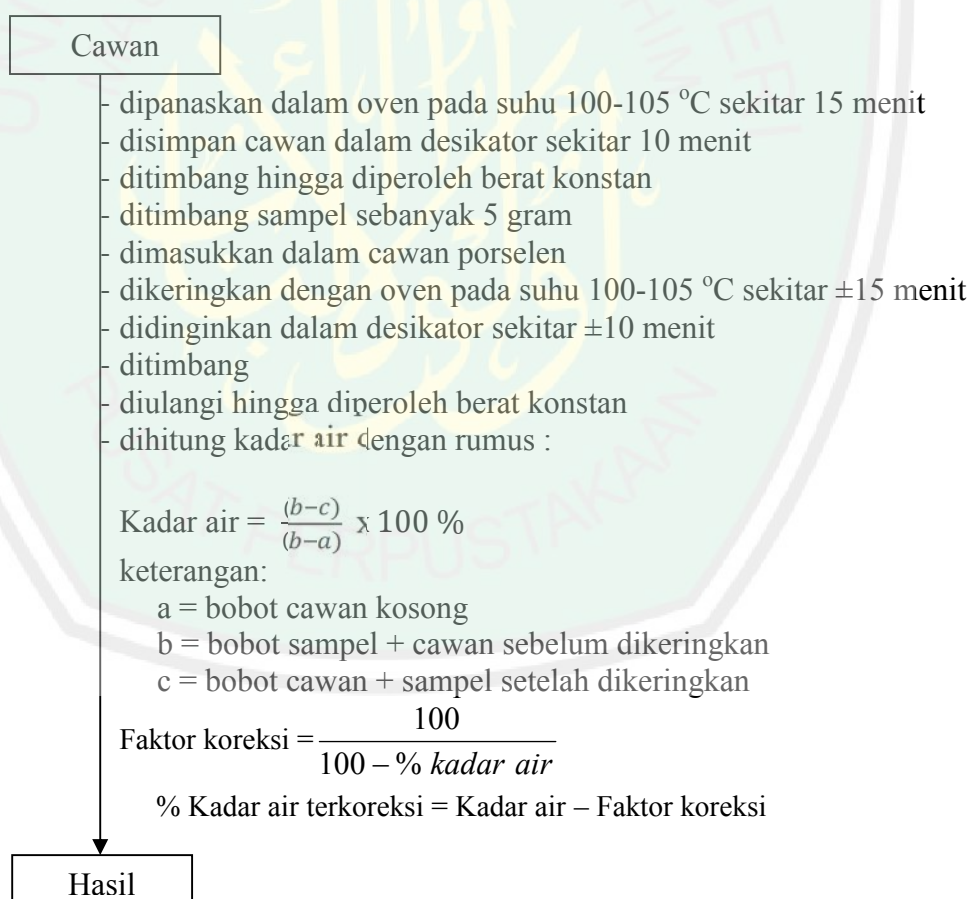 Cawan
- dipanaskan dalam oven pada suhu 100-105 °C sekitar 15 menit
- disimpan cawan dalam desikator sekitar 10 menit
- ditimbang hingga diperoleh berat konstan
- ditimbang sampel sebanyak 5 gram
- dimasukkan dalam cawan porselen
- dikeringkan dengan oven pada suhu 100-105 °C sekitar ±15 menit
- didinginkan dalam desikator sekitar ±10 menit
- ditimbang
- diulangi hingga diperoleh berat konstan
- dihitung kadar air dengan rumus :
Kadar air = (b−c)/(b−a) x 100 %
keterangan:
a = bobot cawan kosong
b = bobot sampel + cawan sebelum dikeringkan
c = bobot cawan + sampel setelah dikeringkan
Faktor koreksi = 100/(100 – % kadar air)
% Kadar air terkoreksi = Kadar air – Faktor koreksi
Hasil
PUSAT PERPUSTAKAAN